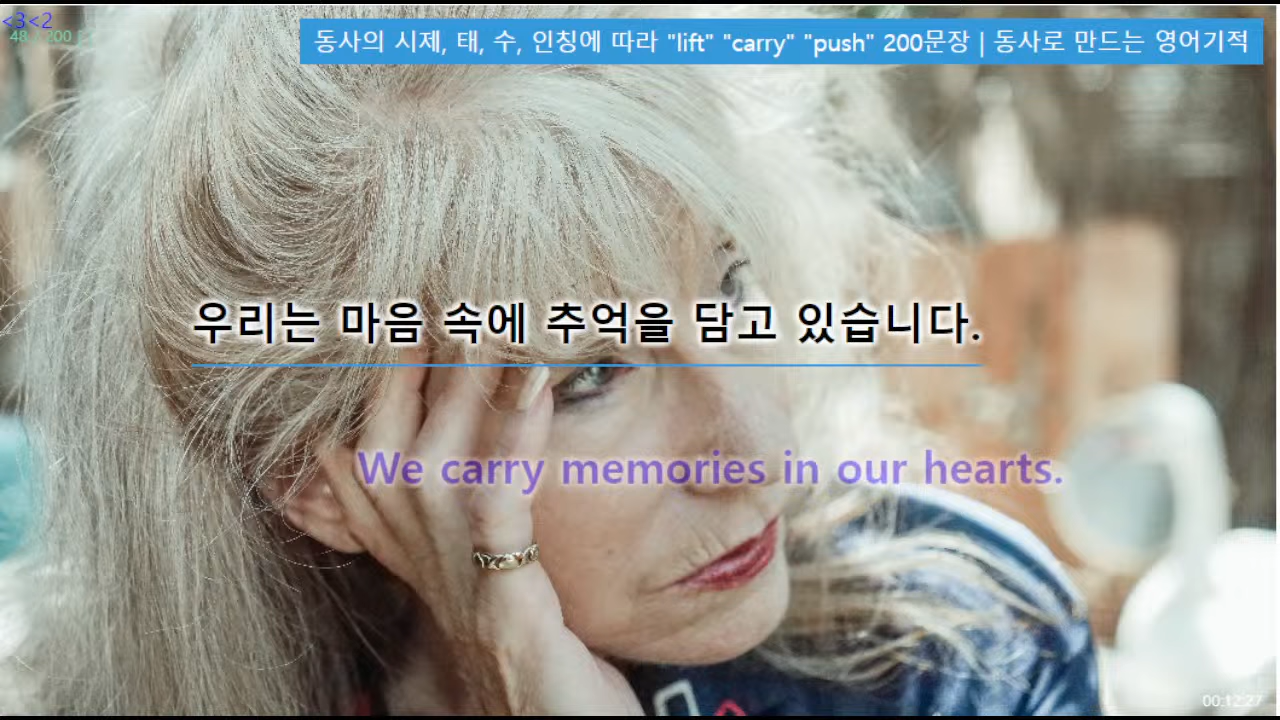 <3<2
동사의 시제, 태, 수, 인칭에 따라 "lift" "carry" "push" 200문장 | 동사로 만드는 영어기적
48 / 200
우리는 마음 속에 추억을 담고 있습니다.
We carry memories in our hearts.
00:12:27